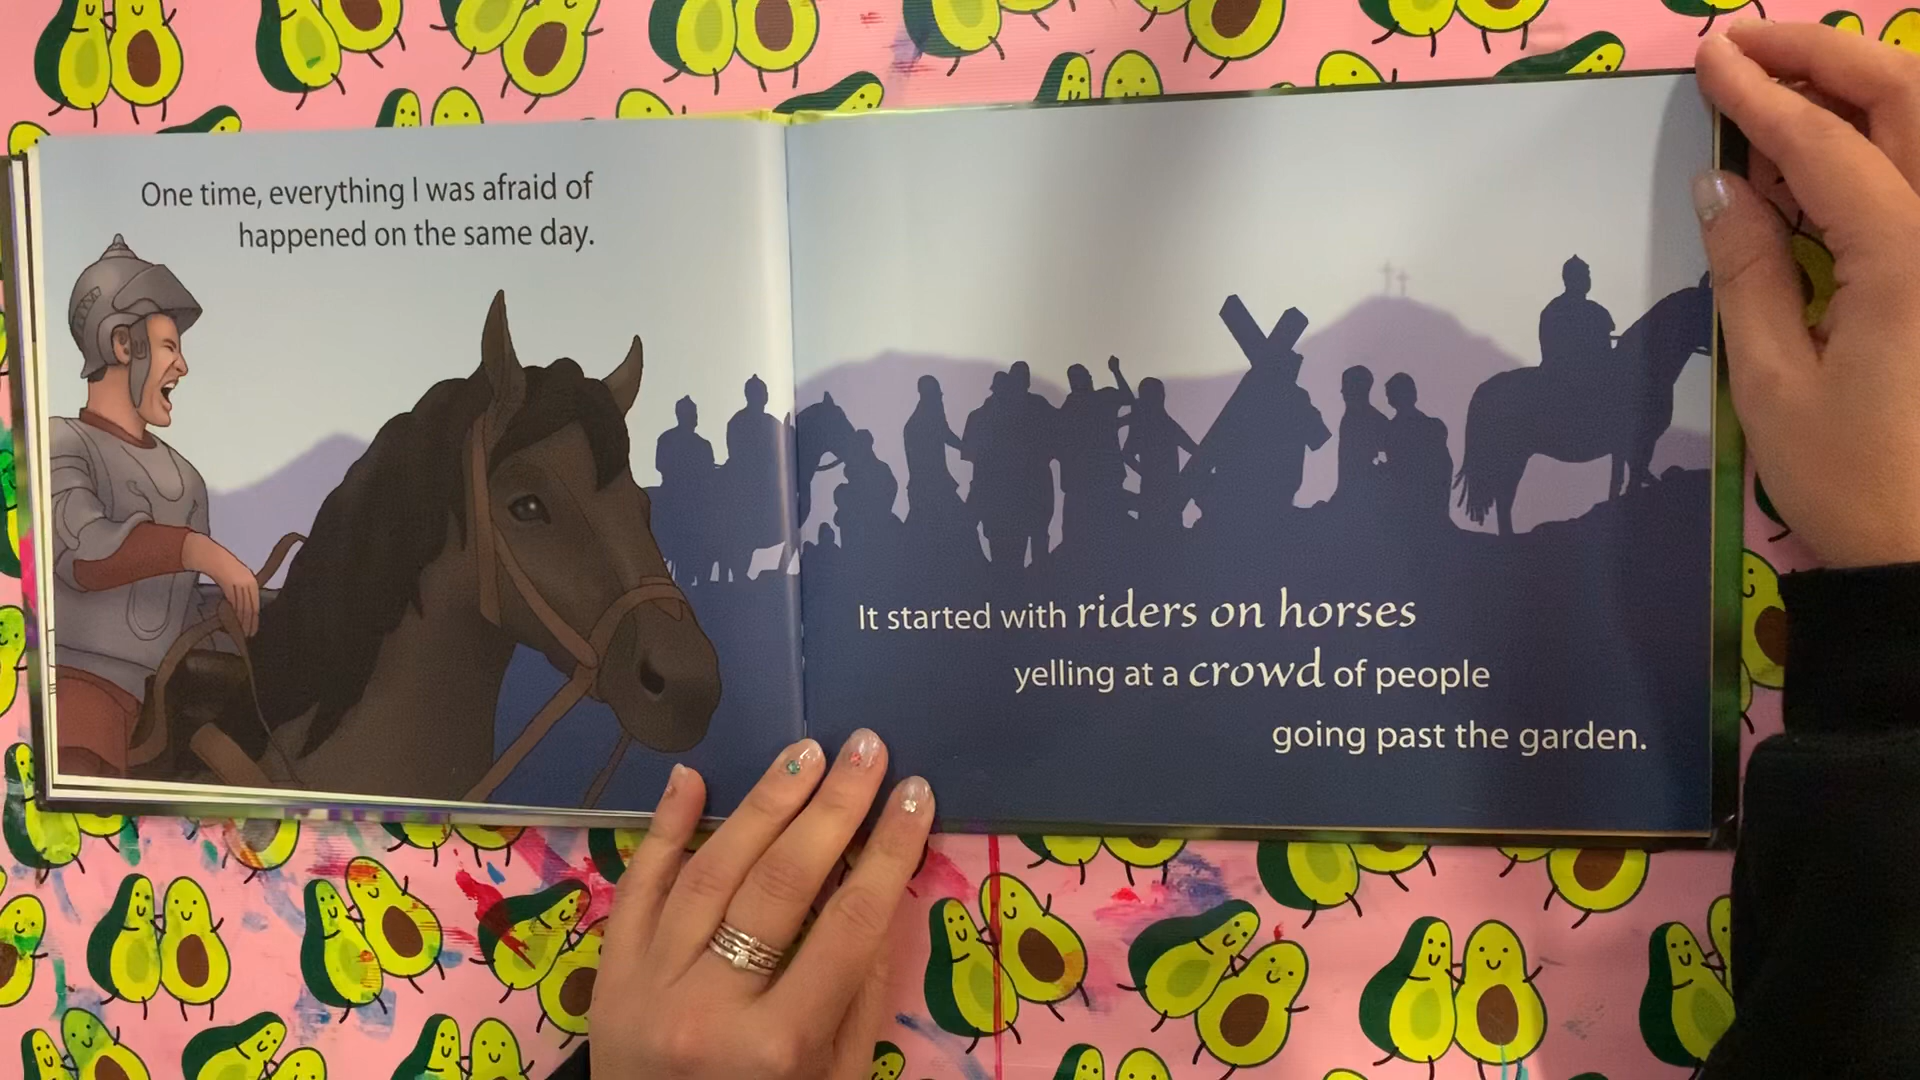 One time, everything I was afraid of
happened on the same day.
It started with riders on horses
yelling at a crowd of people
going past the garden.